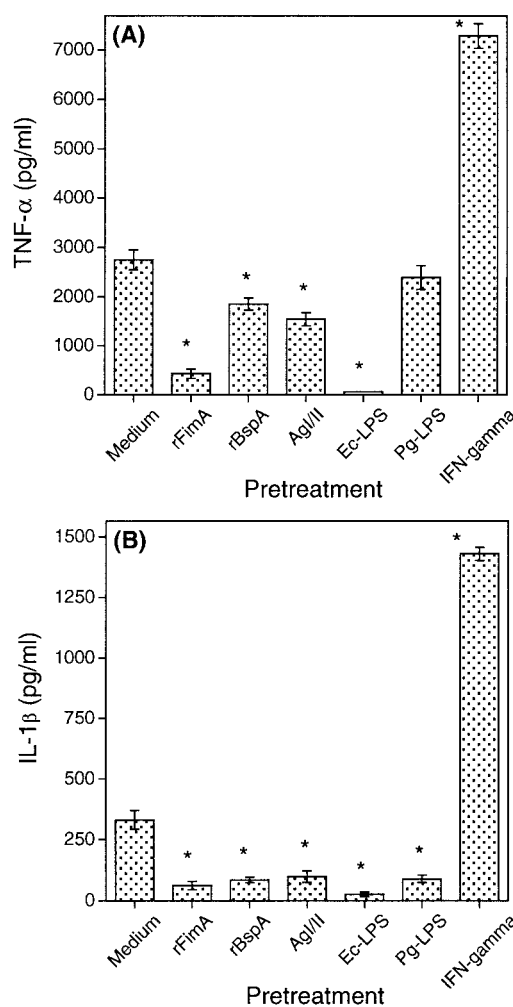 (A)
TNF-α (pg/ml)
7000
6000
5000
4000
3000
2000
1000
0
*
*
*
*
*
Medium
rFimA
rBspA
AgI/II
Ec-LPS
Pg-LPS
IFN-gamma
Pretreatment
(B)
IL-1β (pg/ml)
1500
1250
1000
750
500
250
0
*
*
*
*
*
*
Medium
rFimA
rBspA
AgI/II
Ec-LPS
Pg-LPS
IFN-gamma
Pretreatment